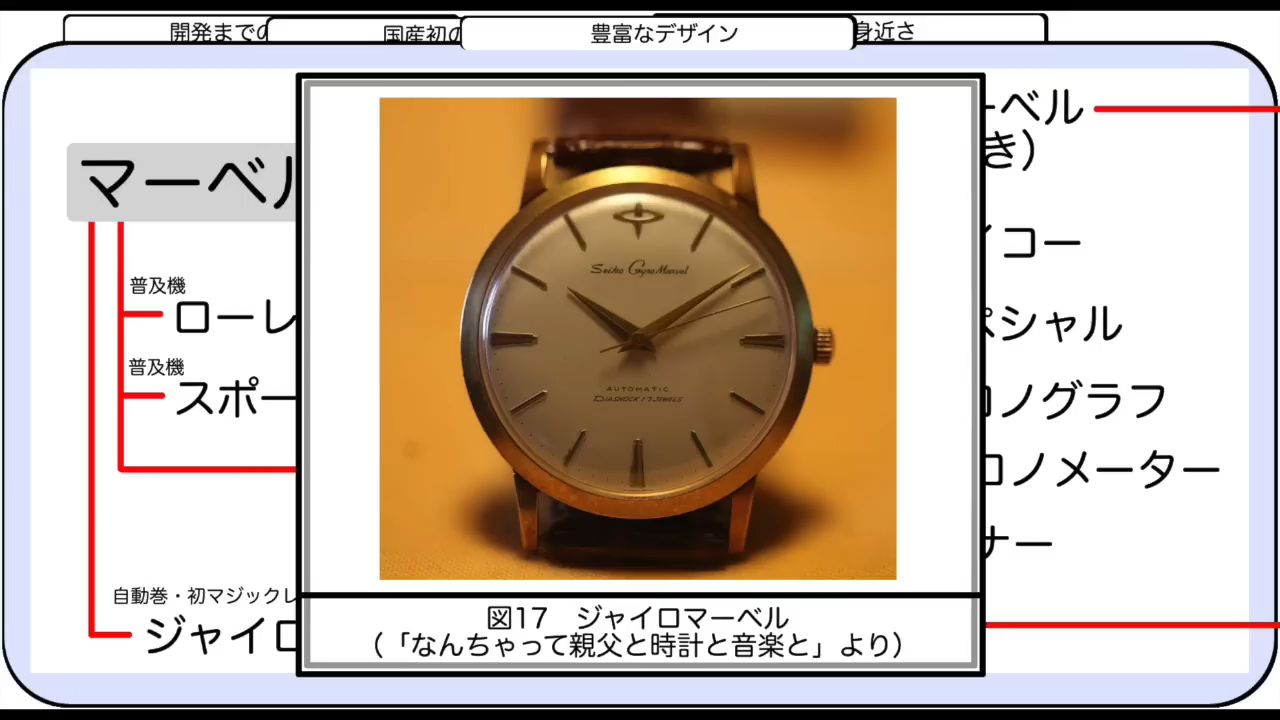 開発までの
国産初の
豊富なデザイン
身近さ
マーベル
普及機
ローレ
普及機
スポー
自動巻・初マジックレ
ジャイロ
Seiko GyroMarvel
AUTOMATIC
DIASHOCK 17 JEWELS
図17 ジャイロマーベル
（「なんちゃって親父と時計と音楽と」より）
ーベル
き）
イコー
ペシャル
ロノグラフ
ロノメーター
ナー